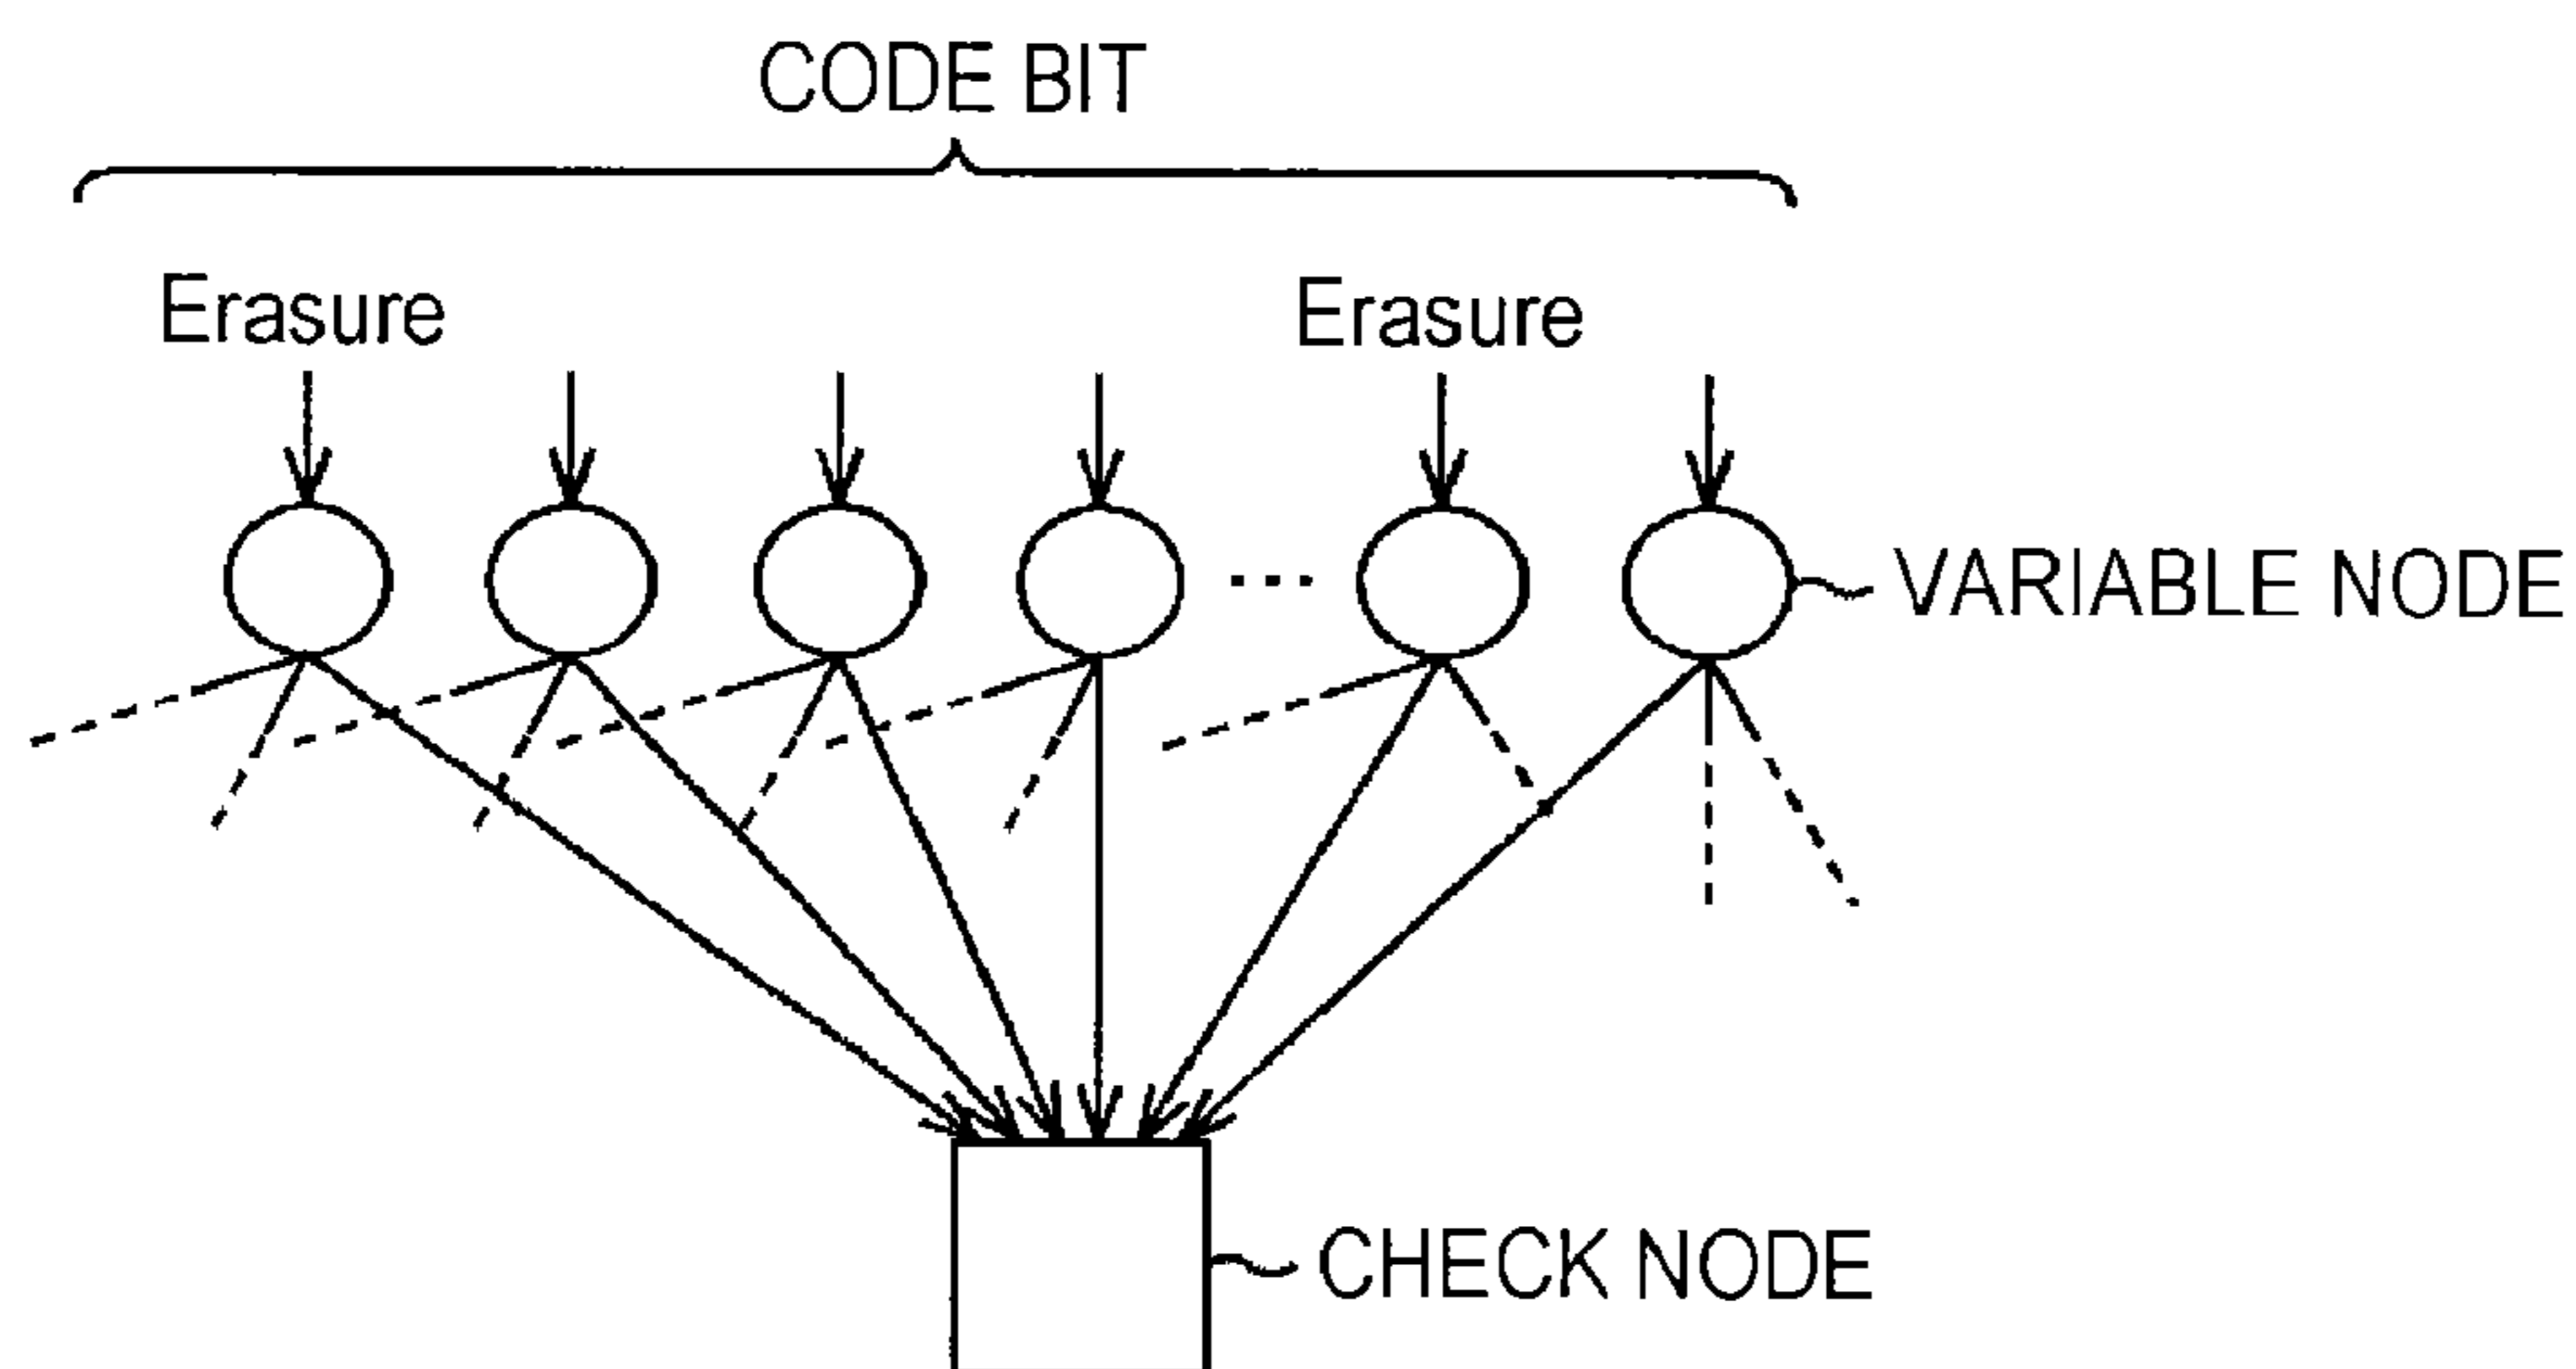 CODE BIT
Erasure
Erasure
...
VARIABLE NODE
CHECK NODE